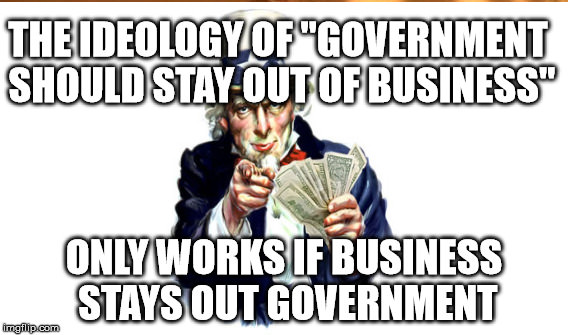 THE IDEOLOGY OF "GOVERNMENT
SHOULD STAY OUT OF BUSINESS"
ONLY WORKS IF BUSINESS
STAYS OUT GOVERNMENT
imgflip.com